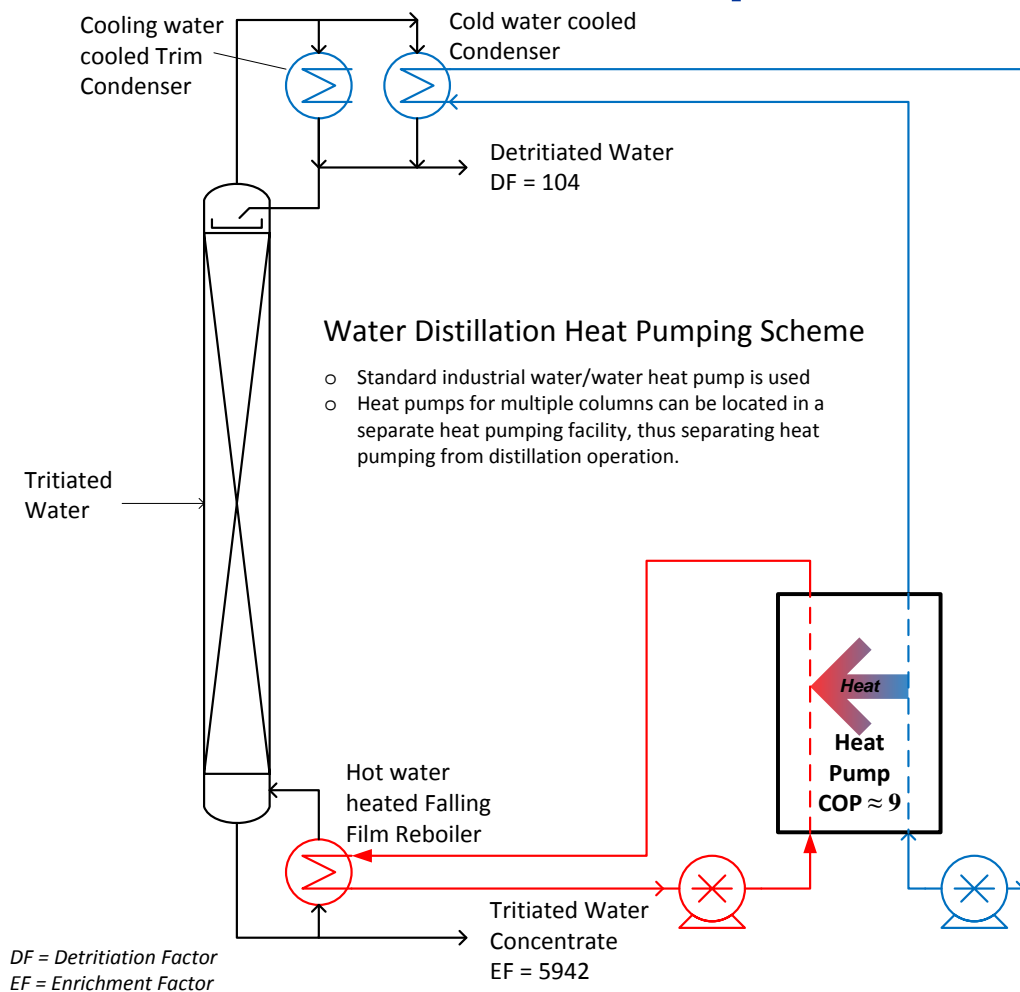 Cooling water
cooled Trim
Condenser
Cold water cooled
Condenser
Detritiated Water
DF = 104
Water Distillation Heat Pumping Scheme
o Standard industrial water/water heat pump is used
o Heat pumps for multiple columns can be located in a
separate heat pumping facility, thus separating heat
pumping from distillation operation.
Tritiated
Water
Heat
Heat
Pump
COP ≈ 9
Hot water
heated Falling
Film Reboiler
Tritiated Water
Concentrate
EF = 5942
DF = Detritiation Factor
EF = Enrichment Factor